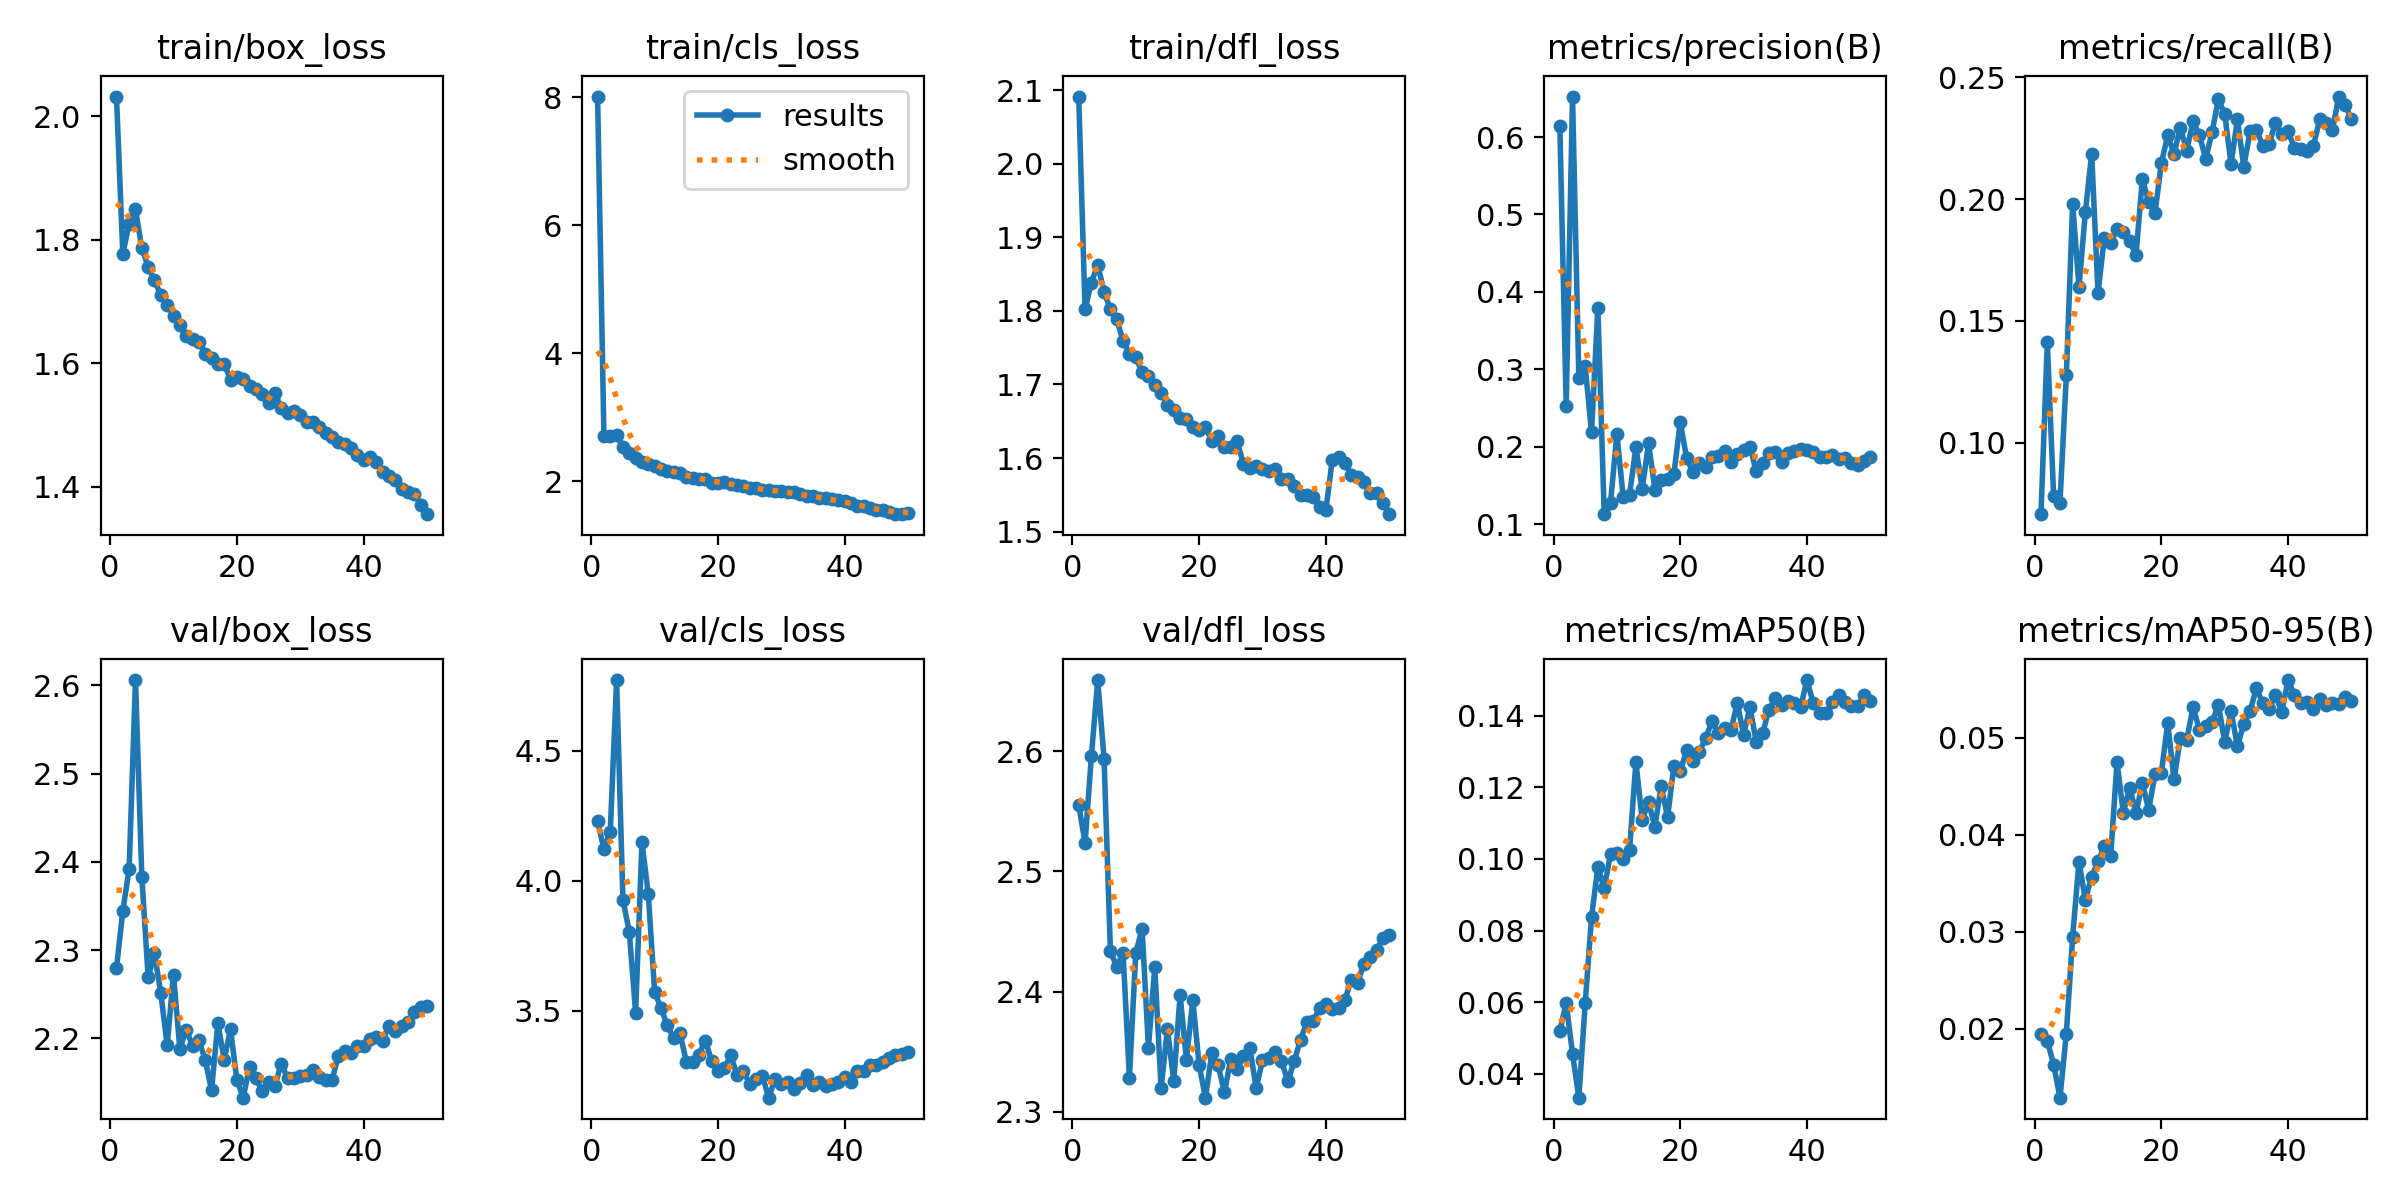 train/box_loss
2.0
1.8
1.6
1.4
0 20 40
train/cls_loss
results
smooth
8
6
4
2
0 20 40
train/dfl_loss
2.1
2.0
1.9
1.8
1.7
1.6
1.5
0 20 40
metrics/precision(B)
0.6
0.5
0.4
0.3
0.2
0.1
0 20 40
metrics/recall(B)
0.25
0.20
0.15
0.10
0 20 40
val/box_loss
2.6
2.5
2.4
2.3
2.2
0 20 40
val/cls_loss
4.5
4.0
3.5
0 20 40
val/dfl_loss
2.6
2.5
2.4
2.3
0 20 40
metrics/mAP50(B)
0.14
0.12
0.10
0.08
0.06
0.04
0 20 40
metrics/mAP50-95(B)
0.05
0.04
0.03
0.02
0 20 40